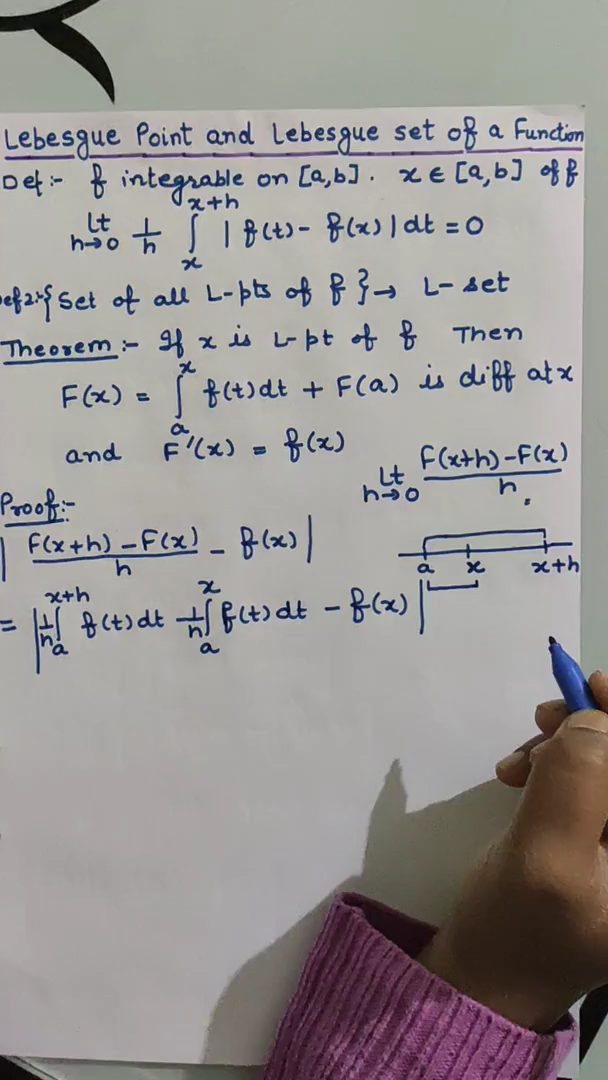 Lebesgue Point and Lebesgue set of a Function
Def:- f integrable on [a,b]. x ∈ [a,b] of f
Lt h→0 1/h ∫ₓ^{x+h} | f(t) - f(x) | dt = 0
ef2:- { Set of all L-pts of f } → L-set
Theorem:- If x is L-pt of f Then
F(x) = ∫ₐ^x f(t)dt + F(a) is diff at x
and F'(x) = f(x)
Lt h→0 F(x+h)-F(x)/h
Proof:-
| F(x+h)-F(x)/h - f(x) |
a x x+h
= | 1/h ∫ₐ^{x+h} f(t)dt - 1/h ∫ₐ^x f(t)dt - f(x) |